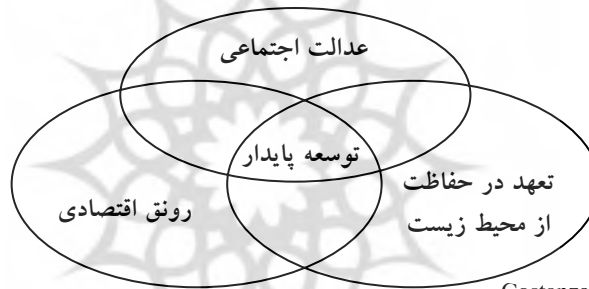 عدالت اجتماعی
توسعه پایدار
تعهد در حفاظت
از محیط زیست
رونق اقتصادی